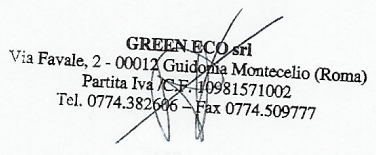 GREEN ECO srl
Via Favale, 2 - 00012 Guidonia Montecelio (Roma)
Partita Iva /C.F. 10981571002
Tel. 0774.382606 – Fax 0774.509777